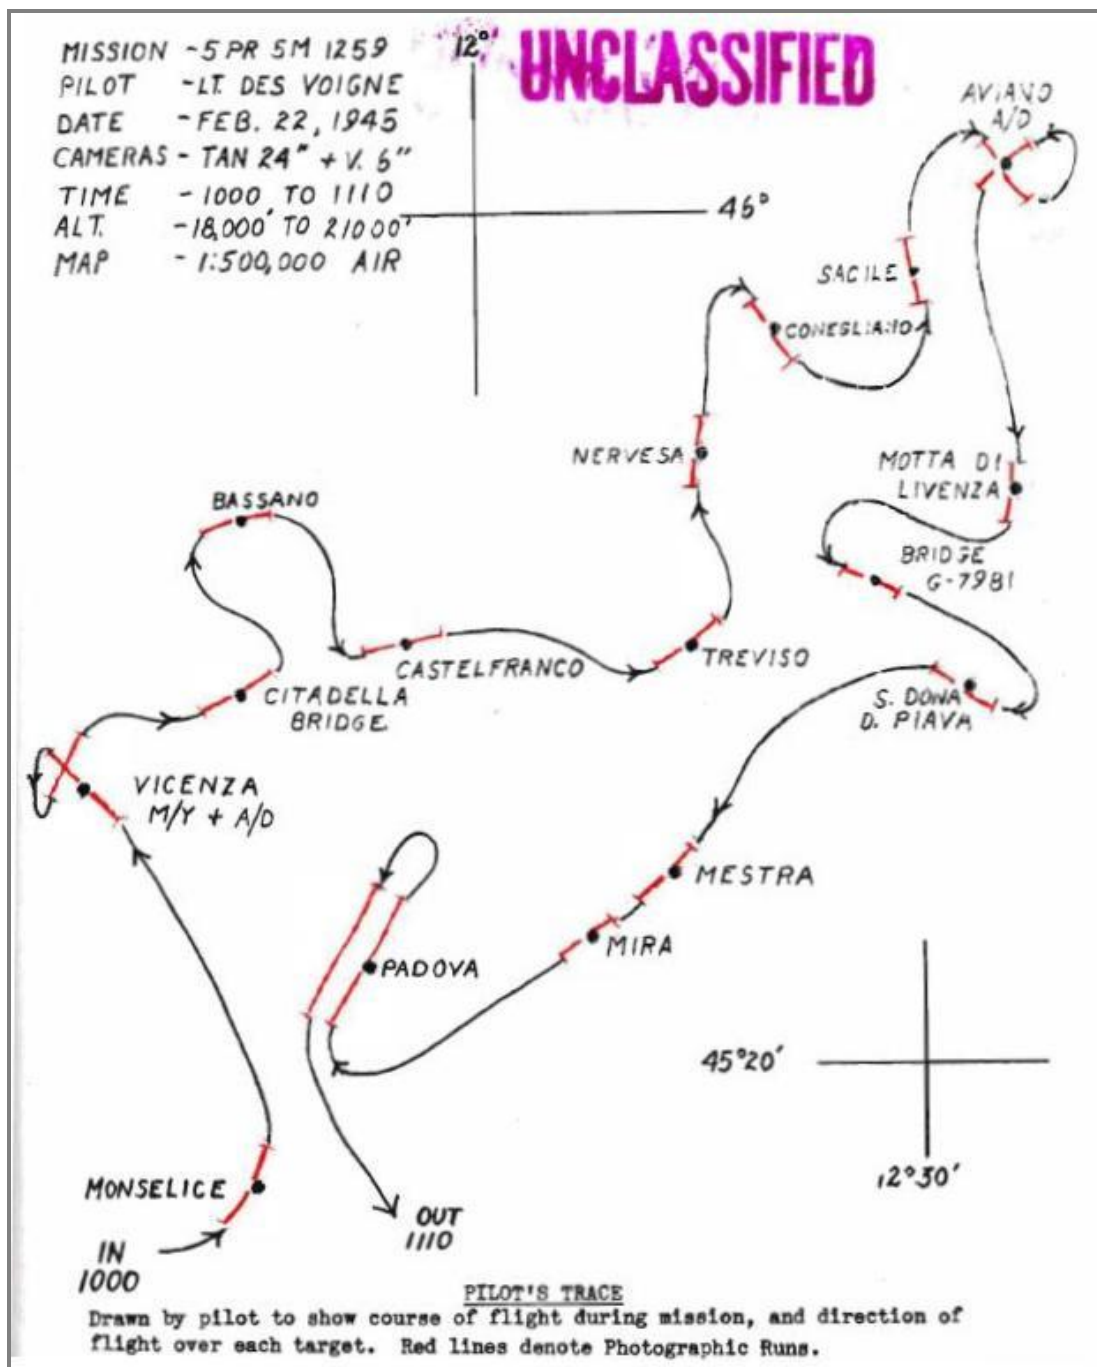 MISSION - 5 PR 5M 1259
PILOT - LT. DES VOIGNE
DATE - FEB. 22, 1945
CAMERAS - TAN 24" + V. 6"
TIME - 1000 TO 1110
ALT. - 18,000' TO 21000'
MAP - 1:500,000 AIR
12°
UNCLASSIFIED
46°
AVIANO
A/D
SACILE
CONEGLIANO
NERVESA
MOTTA DI
LIVENZA
BASSANO
BRIDGE
G-7981
CASTELFRANCO
TREVISO
CITADELLA
BRIDGE
S. DONA
D. PIAVA
VICENZA
M/Y + A/D
MESTRA
MIRA
PADOVA
45°20'
12°30'
MONSELICE
IN
1000
OUT
1110
PILOT'S TRACE
Drawn by pilot to show course of flight during mission, and direction of
flight over each target. Red lines denote Photographic Runs.